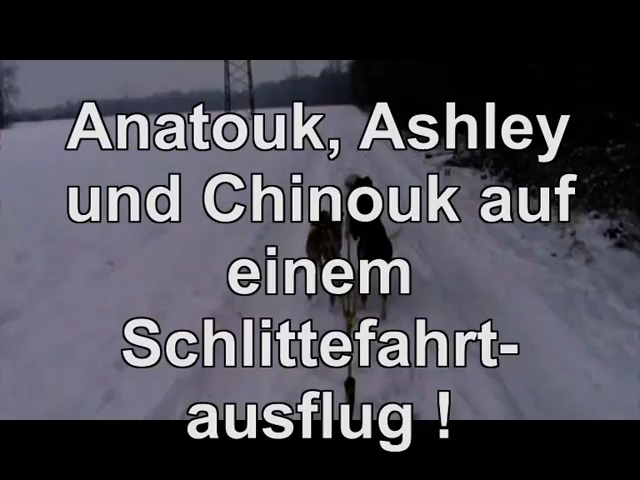 Anatouk, Ashley
und Chinouk auf
einem
Schlittefahrt-
ausflug !